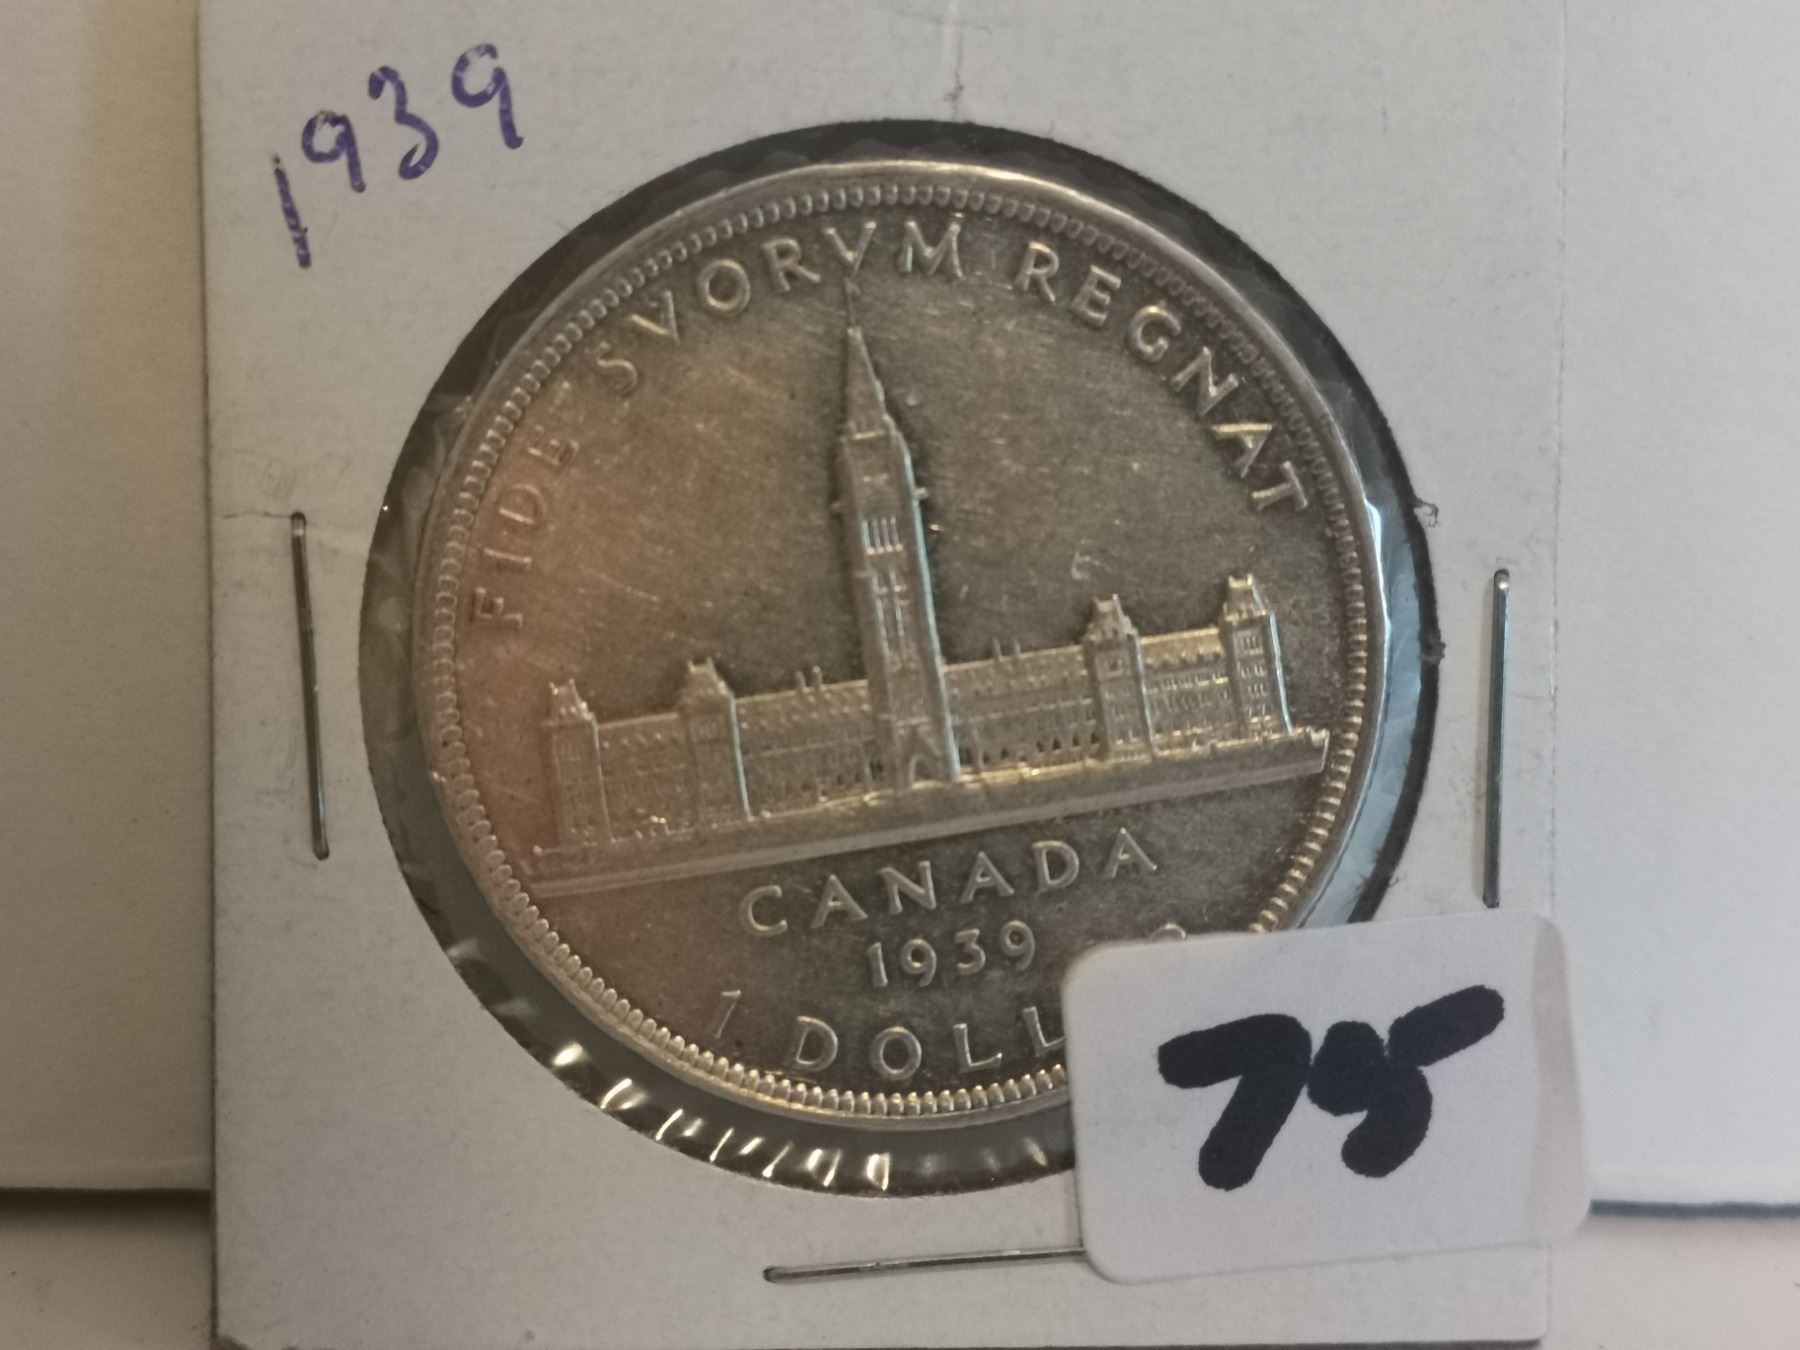 1939
FIDE SVORVM REGNAT
CANADA
1939
1 DOLL
75